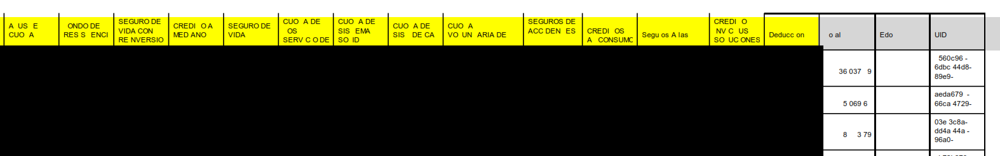 A US E
CUO A
ONDO DE
RES S ENCI
SEGURO DE
VIDA CON
RE NVERSIO
CREDI O A
MED ANO
SEGURO DE
VIDA
CUO A DE
OS
SERV C O DE
CUO A DE
SIS EMA
SO ID
CUO A DE
SIS DE CA
CUO A
VO UN ARIA DE
SEGUROS DE
ACC DEN ES
CREDI OS
A CONSUMO
Segu os A las
CREDI O
NV C US
SO UC ONES
Deducc on
o al
Edo
UID
36 037 9
560c96 -
6dbc 44d8-
89e9-
5 069 6
aeda679 -
66ca 4729-
8 3 79
03e 3c8a-
dd4a 44a -
96a0-